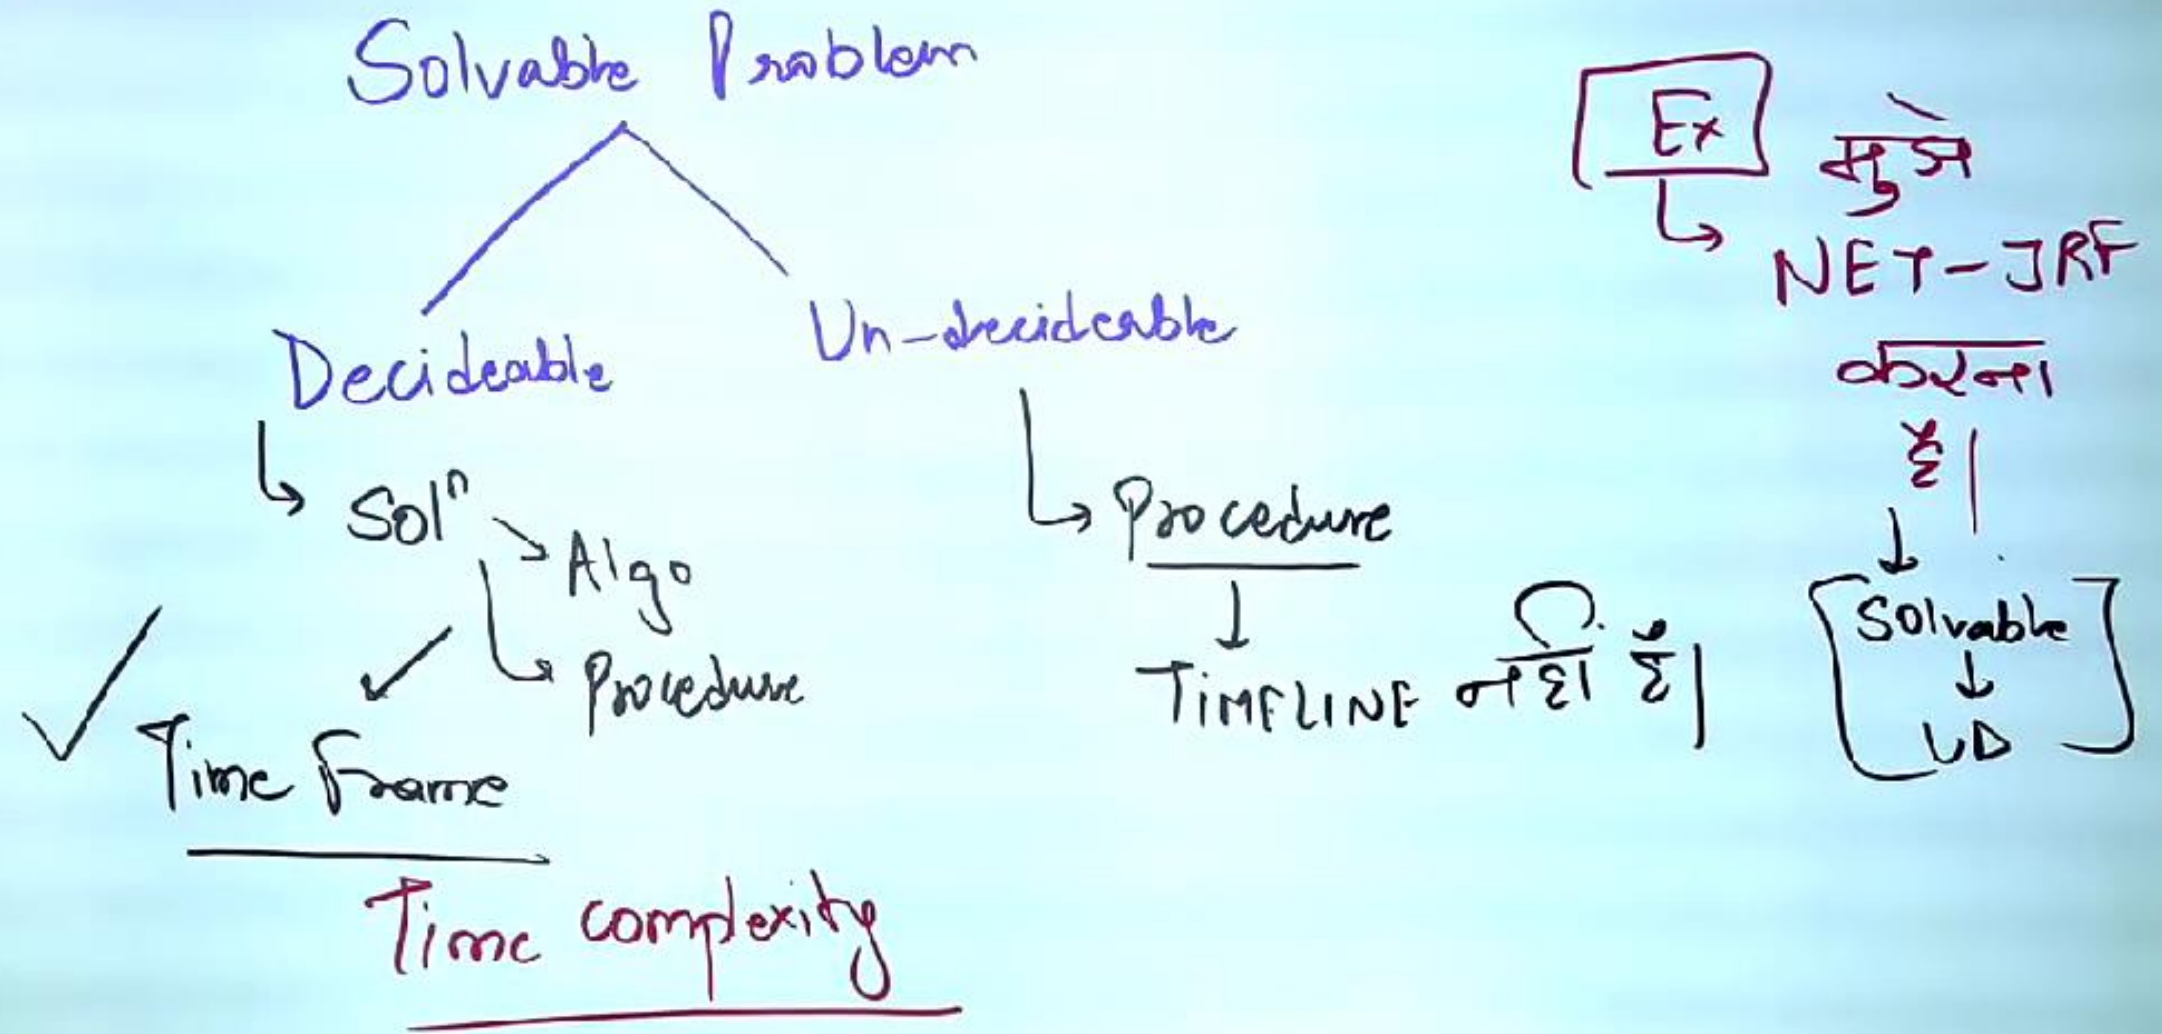 Solvable Problem
Decideable
Un-decideable
Solⁿ
Algo
Procedure
Time Frame
Time complexity
Procedure
TIMELINE नही है।
Ex
मुझे
NET-JRF
करना
है।
Solvable
UD